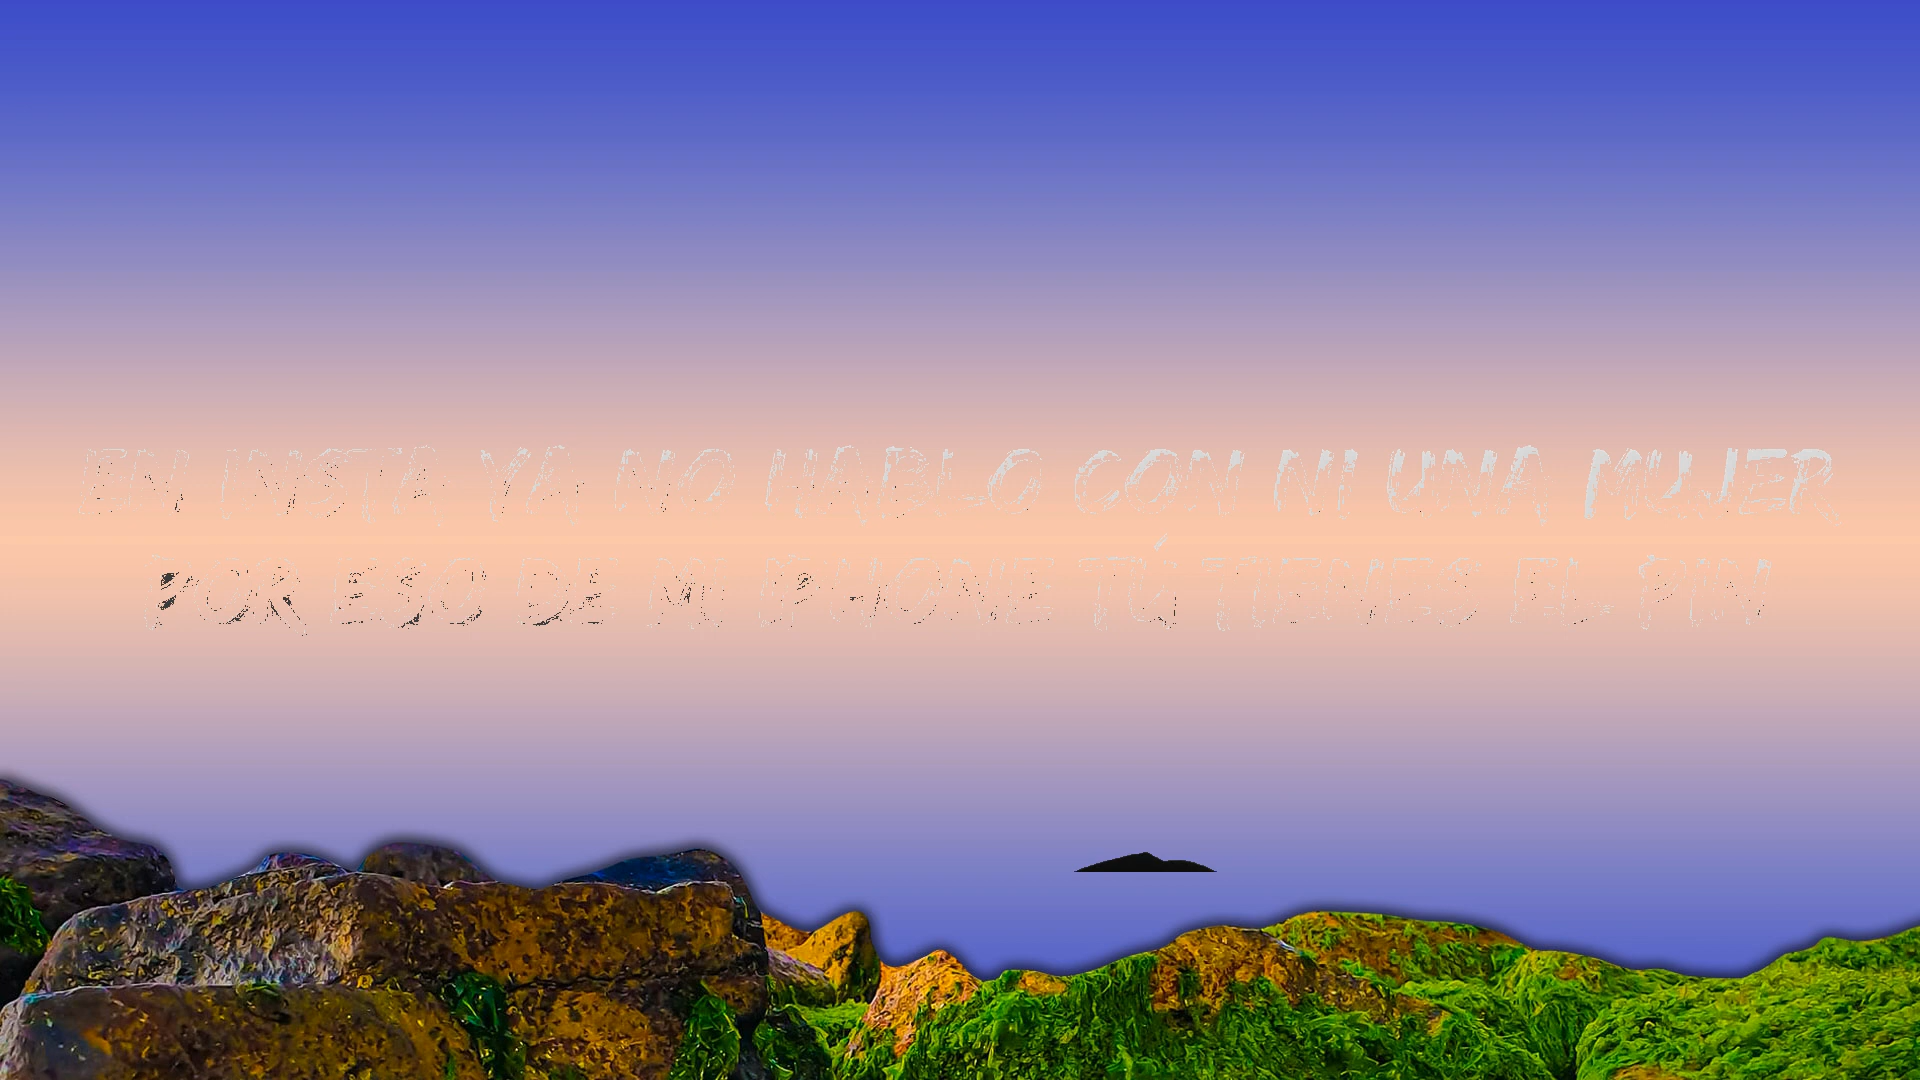 EN INSTA YA NO HABLO CON NI UNA MUJER
POR ESO DE MI IPHONE TÚ TIENES EL PIN